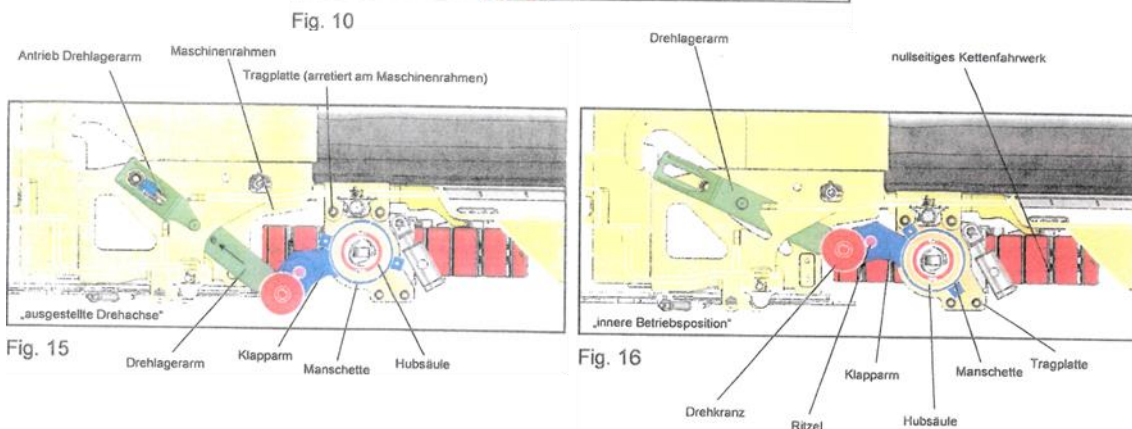 Fig. 10
Antrieb Drehlagerarm
Maschinenrahmen
Tragplatte (arretiert am Maschinenrahmen)
„ausgestellte Drehachse“
Fig. 15
Drehlagerarm
Klapparm
Manschette
Hubsäule
Drehlagerarm
nullseitiges Kettenfahrwerk
„innere Betriebsposition“
Fig. 16
Drehkranz
Ritzel
Klapparm
Hubsäule
Manschette
Tragplatte